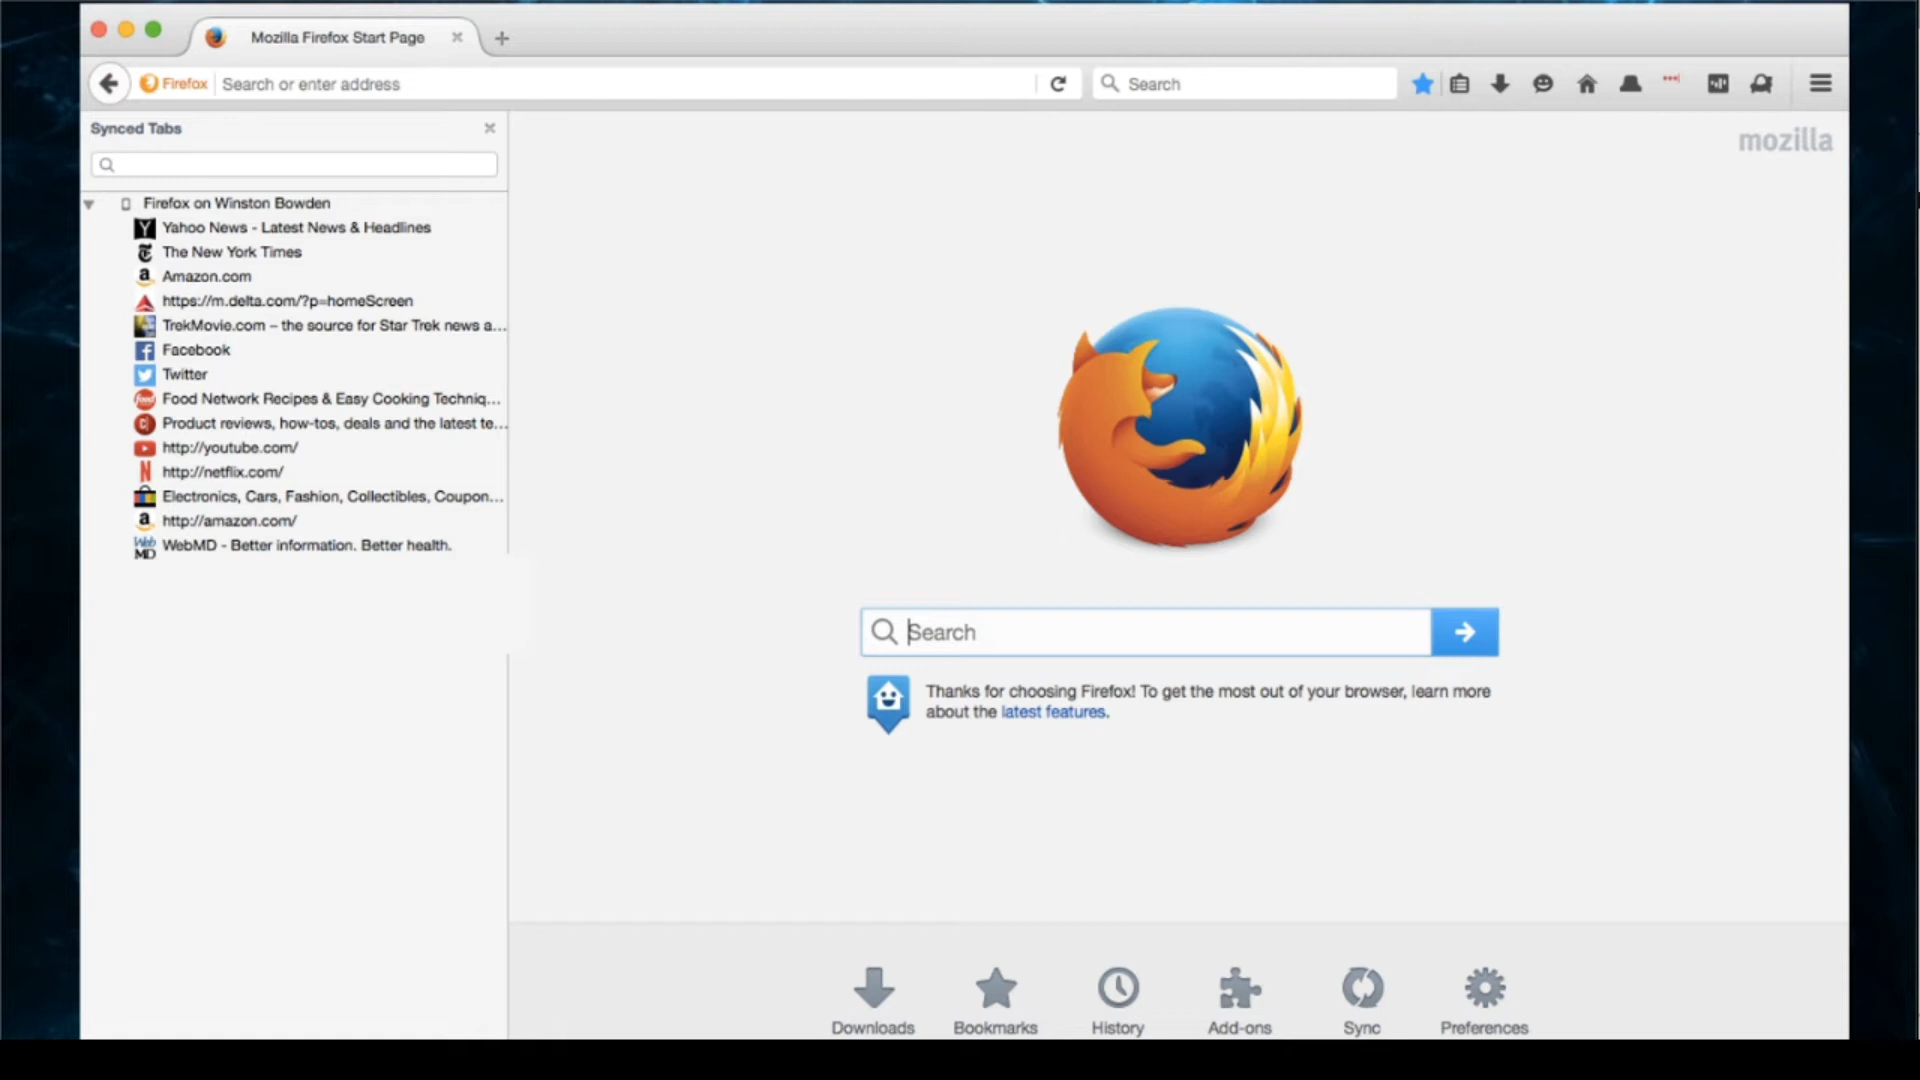 Mozilla Firefox Start Page
Firefox Search or enter address
Search
Synced Tabs
mozilla
Firefox on Winston Bowden
Yahoo News - Latest News & Headlines
The New York Times
Amazon.com
https://m.delta.com/?p=homeScreen
TrekMovie.com – the source for Star Trek news a...
Facebook
Twitter
Food Network Recipes & Easy Cooking Techniq...
Product reviews, how-tos, deals and the latest te...
http://youtube.com/
http://netflix.com/
Electronics, Cars, Fashion, Collectibles, Coupon...
http://amazon.com/
WebMD - Better information. Better health.
Search
Thanks for choosing Firefox! To get the most out of your browser, learn more
about the latest features.
Downloads Bookmarks History Add-ons Sync Preferences